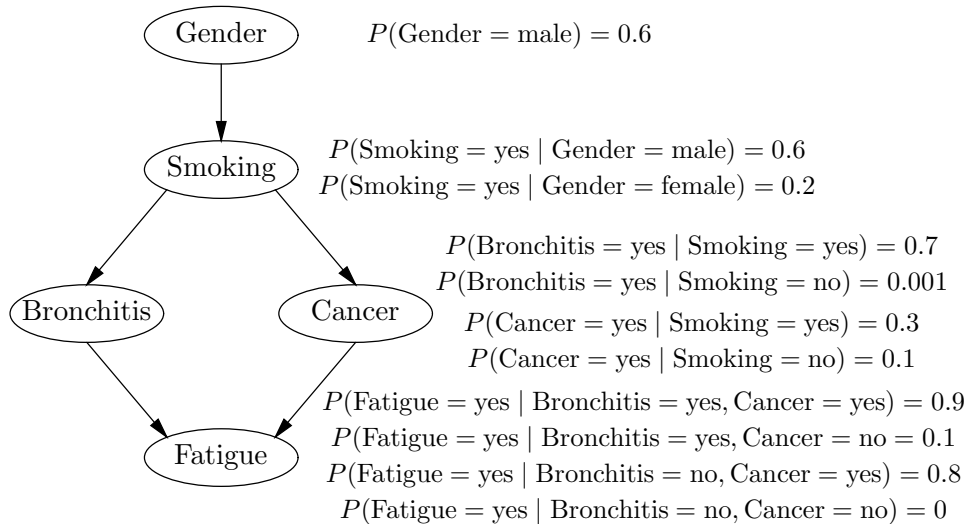 Gender
P(Gender = male) = 0.6
Smoking
P(Smoking = yes | Gender = male) = 0.6
P(Smoking = yes | Gender = female) = 0.2
P(Bronchitis = yes | Smoking = yes) = 0.7
P(Bronchitis = yes | Smoking = no) = 0.001
Bronchitis
Cancer
P(Cancer = yes | Smoking = yes) = 0.3
P(Cancer = yes | Smoking = no) = 0.1
P(Fatigue = yes | Bronchitis = yes, Cancer = yes) = 0.9
P(Fatigue = yes | Bronchitis = yes, Cancer = no = 0.1
Fatigue
P(Fatigue = yes | Bronchitis = no, Cancer = yes) = 0.8
P(Fatigue = yes | Bronchitis = no, Cancer = no) = 0